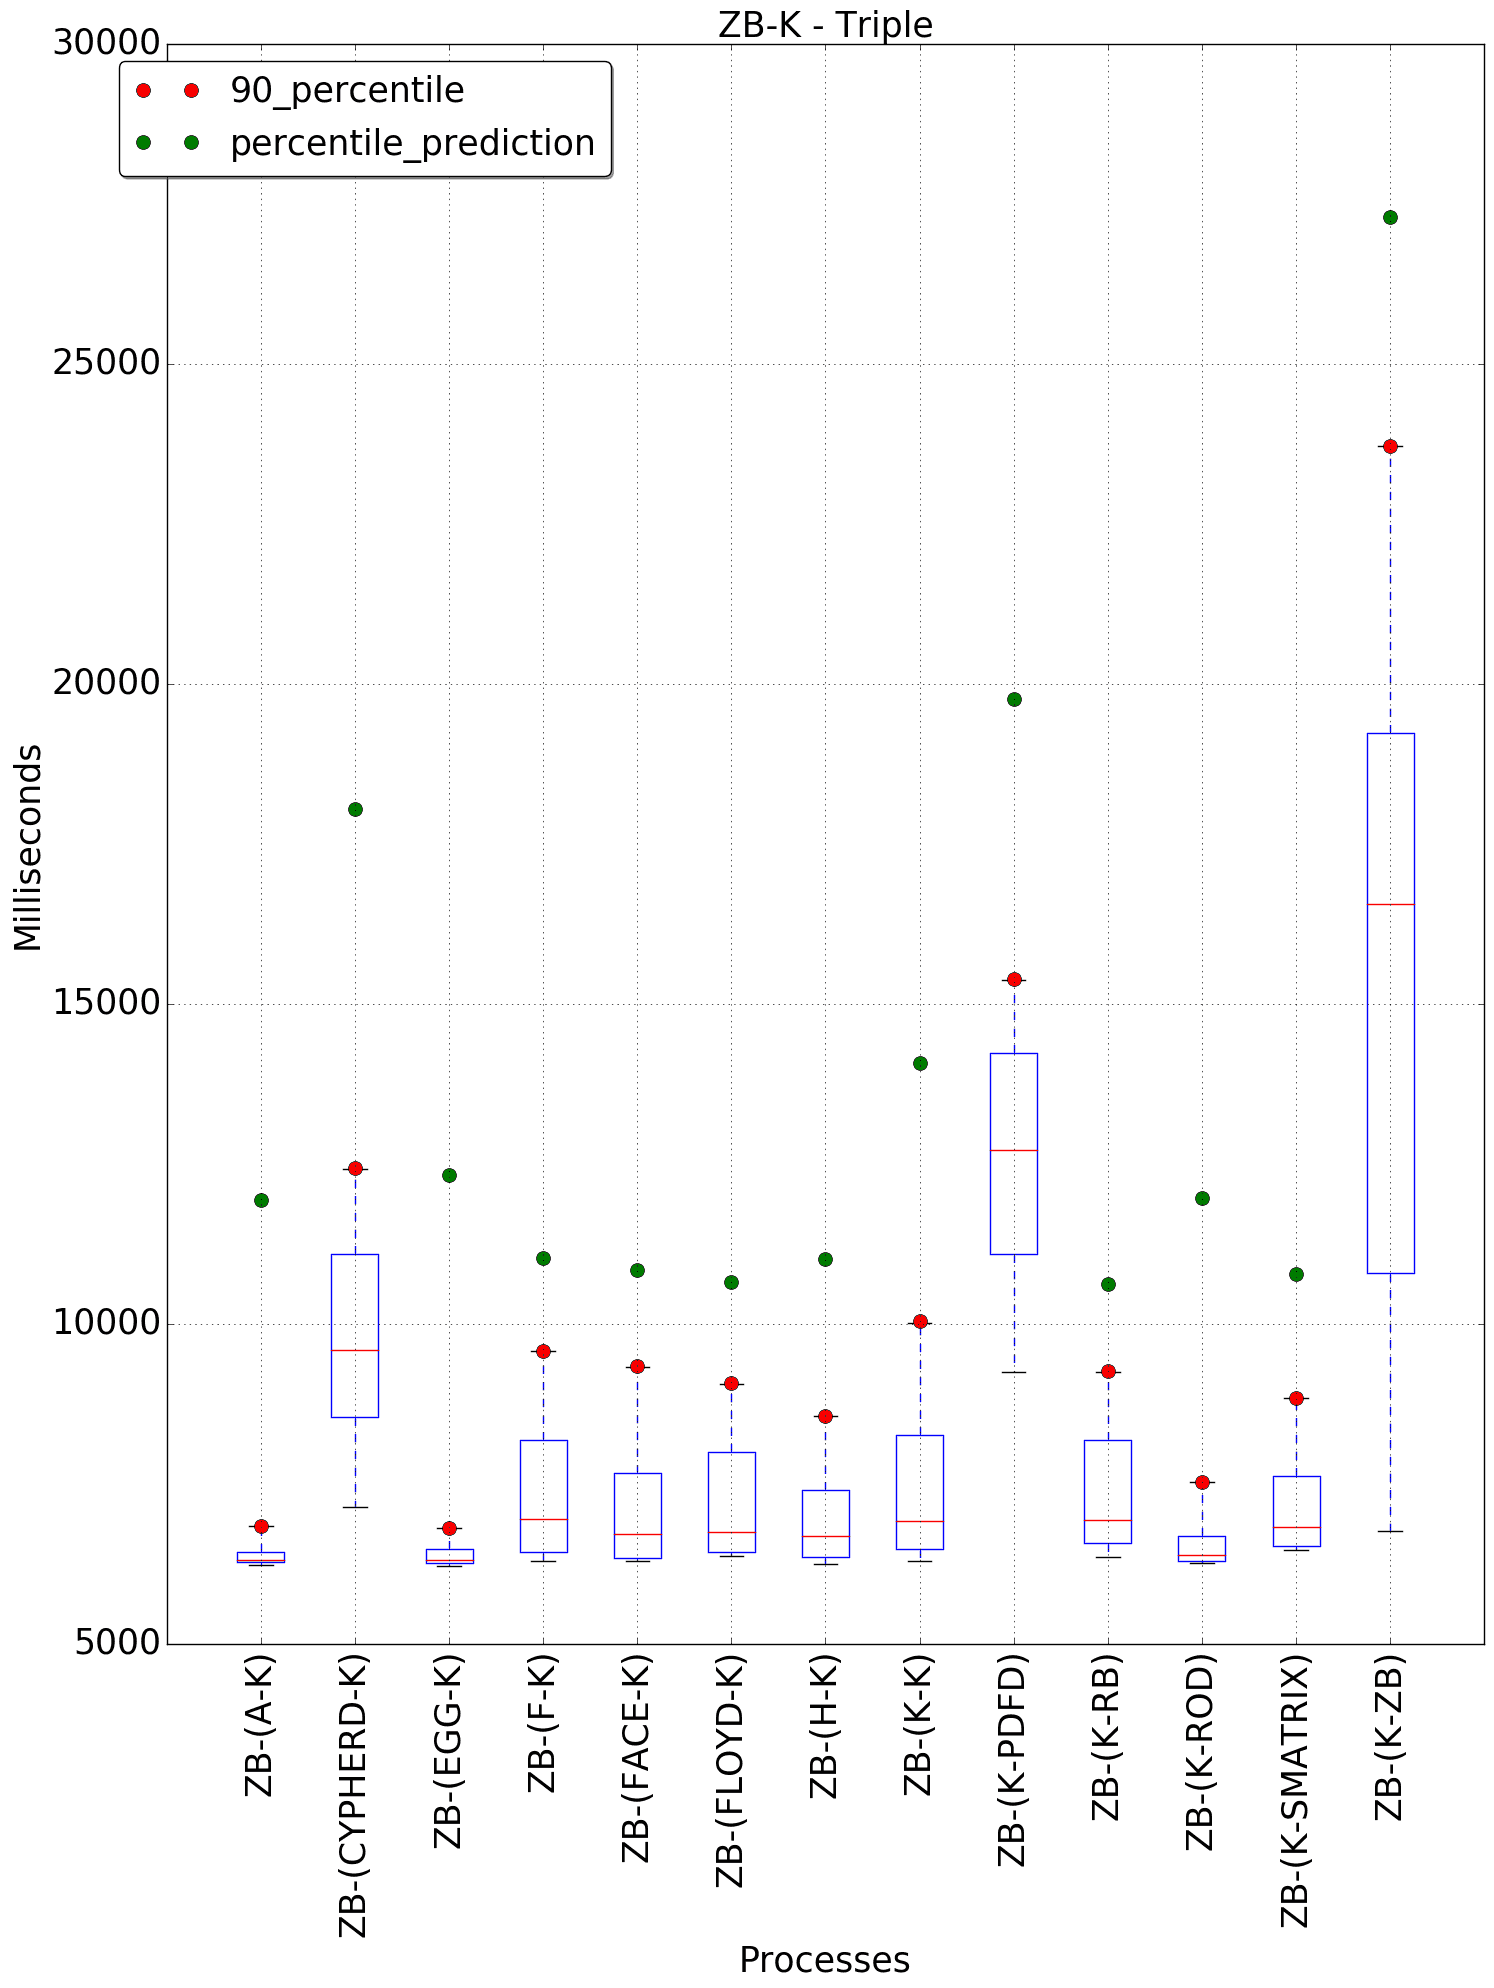 ZB-K - Triple
30000
90_percentile
percentile_prediction
25000
20000
15000
10000
5000
Milliseconds
ZB-(A-K)
ZB-(CYPHERD-K)
ZB-(EGG-K)
ZB-(F-K)
ZB-(FACE-K)
ZB-(FLOYD-K)
ZB-(H-K)
ZB-(K-K)
ZB-(K-PDFD)
ZB-(K-RB)
ZB-(K-ROD)
ZB-(K-SMATRIX)
ZB-(K-ZB)
Processes